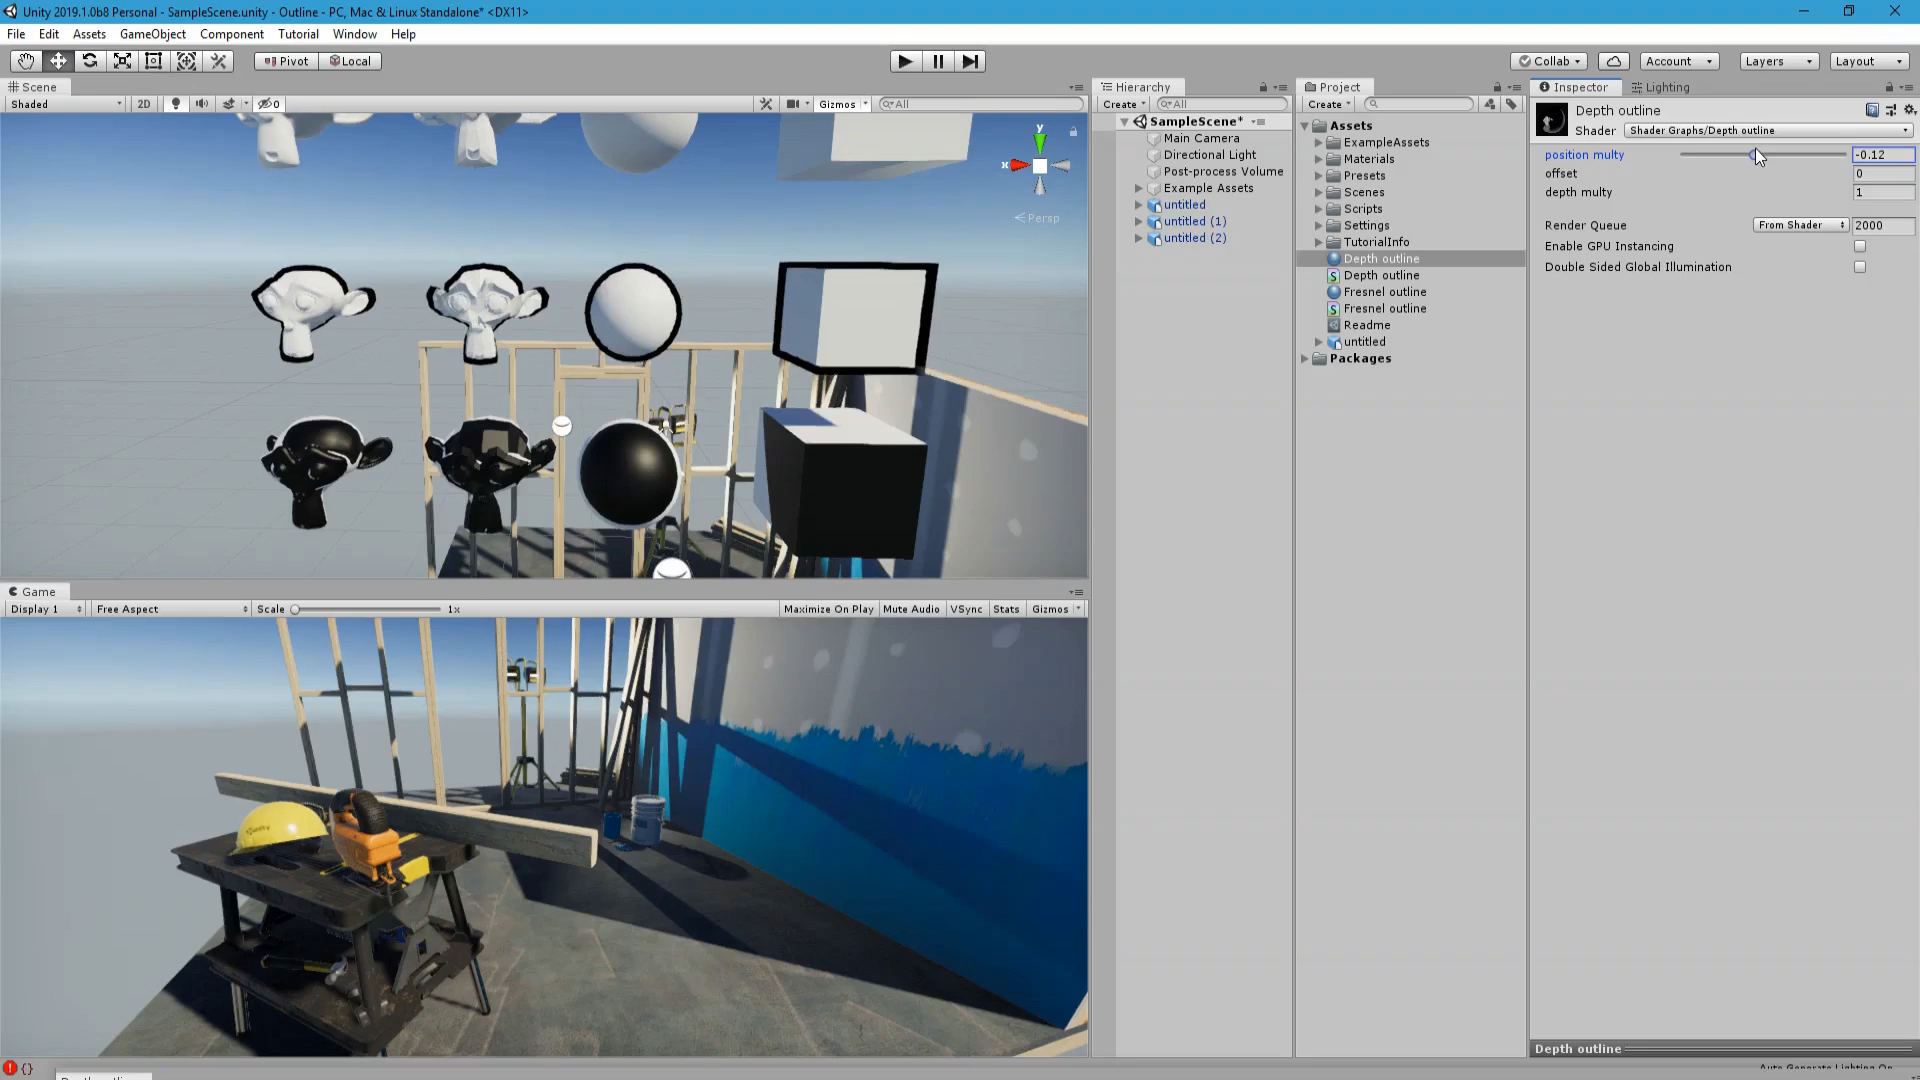 Unity 2019.1.0b8 Personal - SampleScene.unity - Outline - PC, Mac & Linux Standalone* <DX11>
File Edit Assets GameObject Component Tutorial Window Help
Pivot Local Collab Account Layers Layout
Scene
Shaded 2D 0 Gizmos All
y
x
Persp
Hierarchy
Create All
SampleScene*
Main Camera
Directional Light
Post-process Volume
Example Assets
untitled
untitled (1)
untitled (2)
Project
Create
Assets
ExampleAssets
Materials
Presets
Scenes
Scripts
Settings
TutorialInfo
Depth outline
Depth outline
Fresnel outline
Fresnel outline
Readme
untitled
Packages
Inspector Lighting
Depth outline
Shader Shader Graphs/Depth outline
position multy -0.12
offset 0
depth multy 1
Render Queue From Shader 2000
Enable GPU Instancing
Double Sided Global Illumination
Game
Display 1 Free Aspect Scale 1x Maximize On Play Mute Audio VSync Stats Gizmos
Depth outline
Auto Generate Lighting On